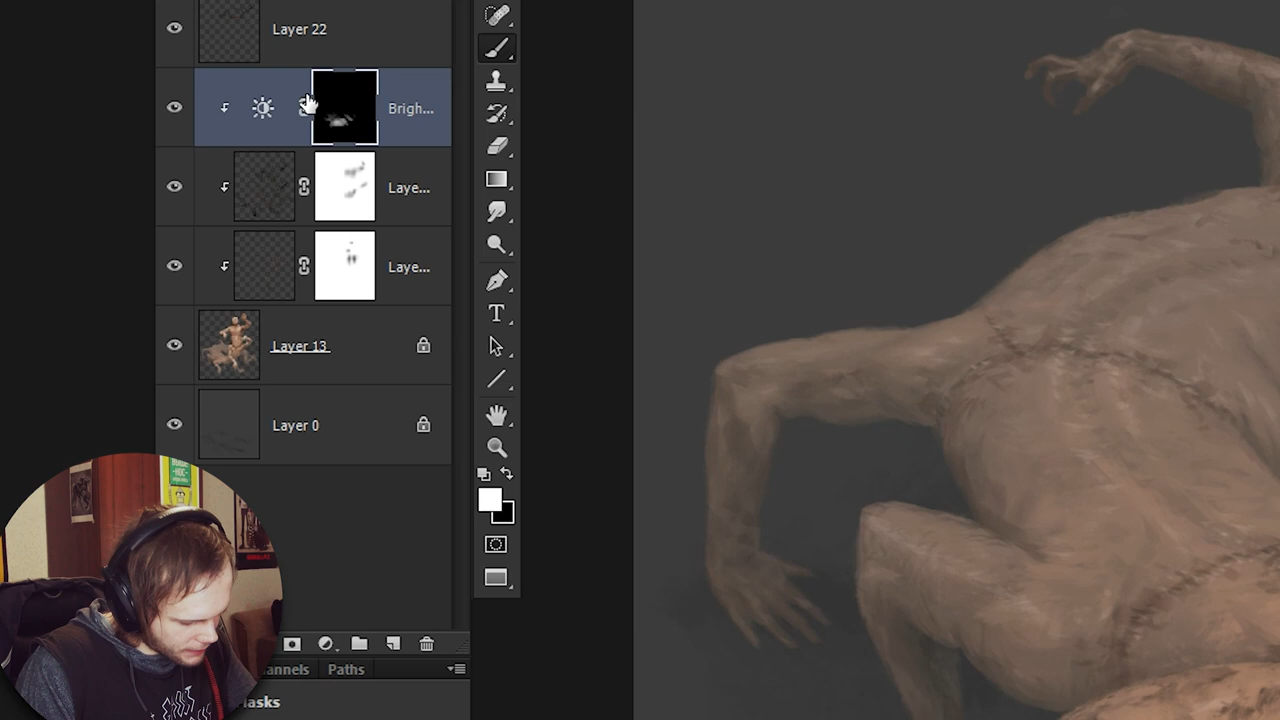 Layer 22
Brigh...
Laye...
Laye...
Layer 13
Layer 0
annels
Paths
asks